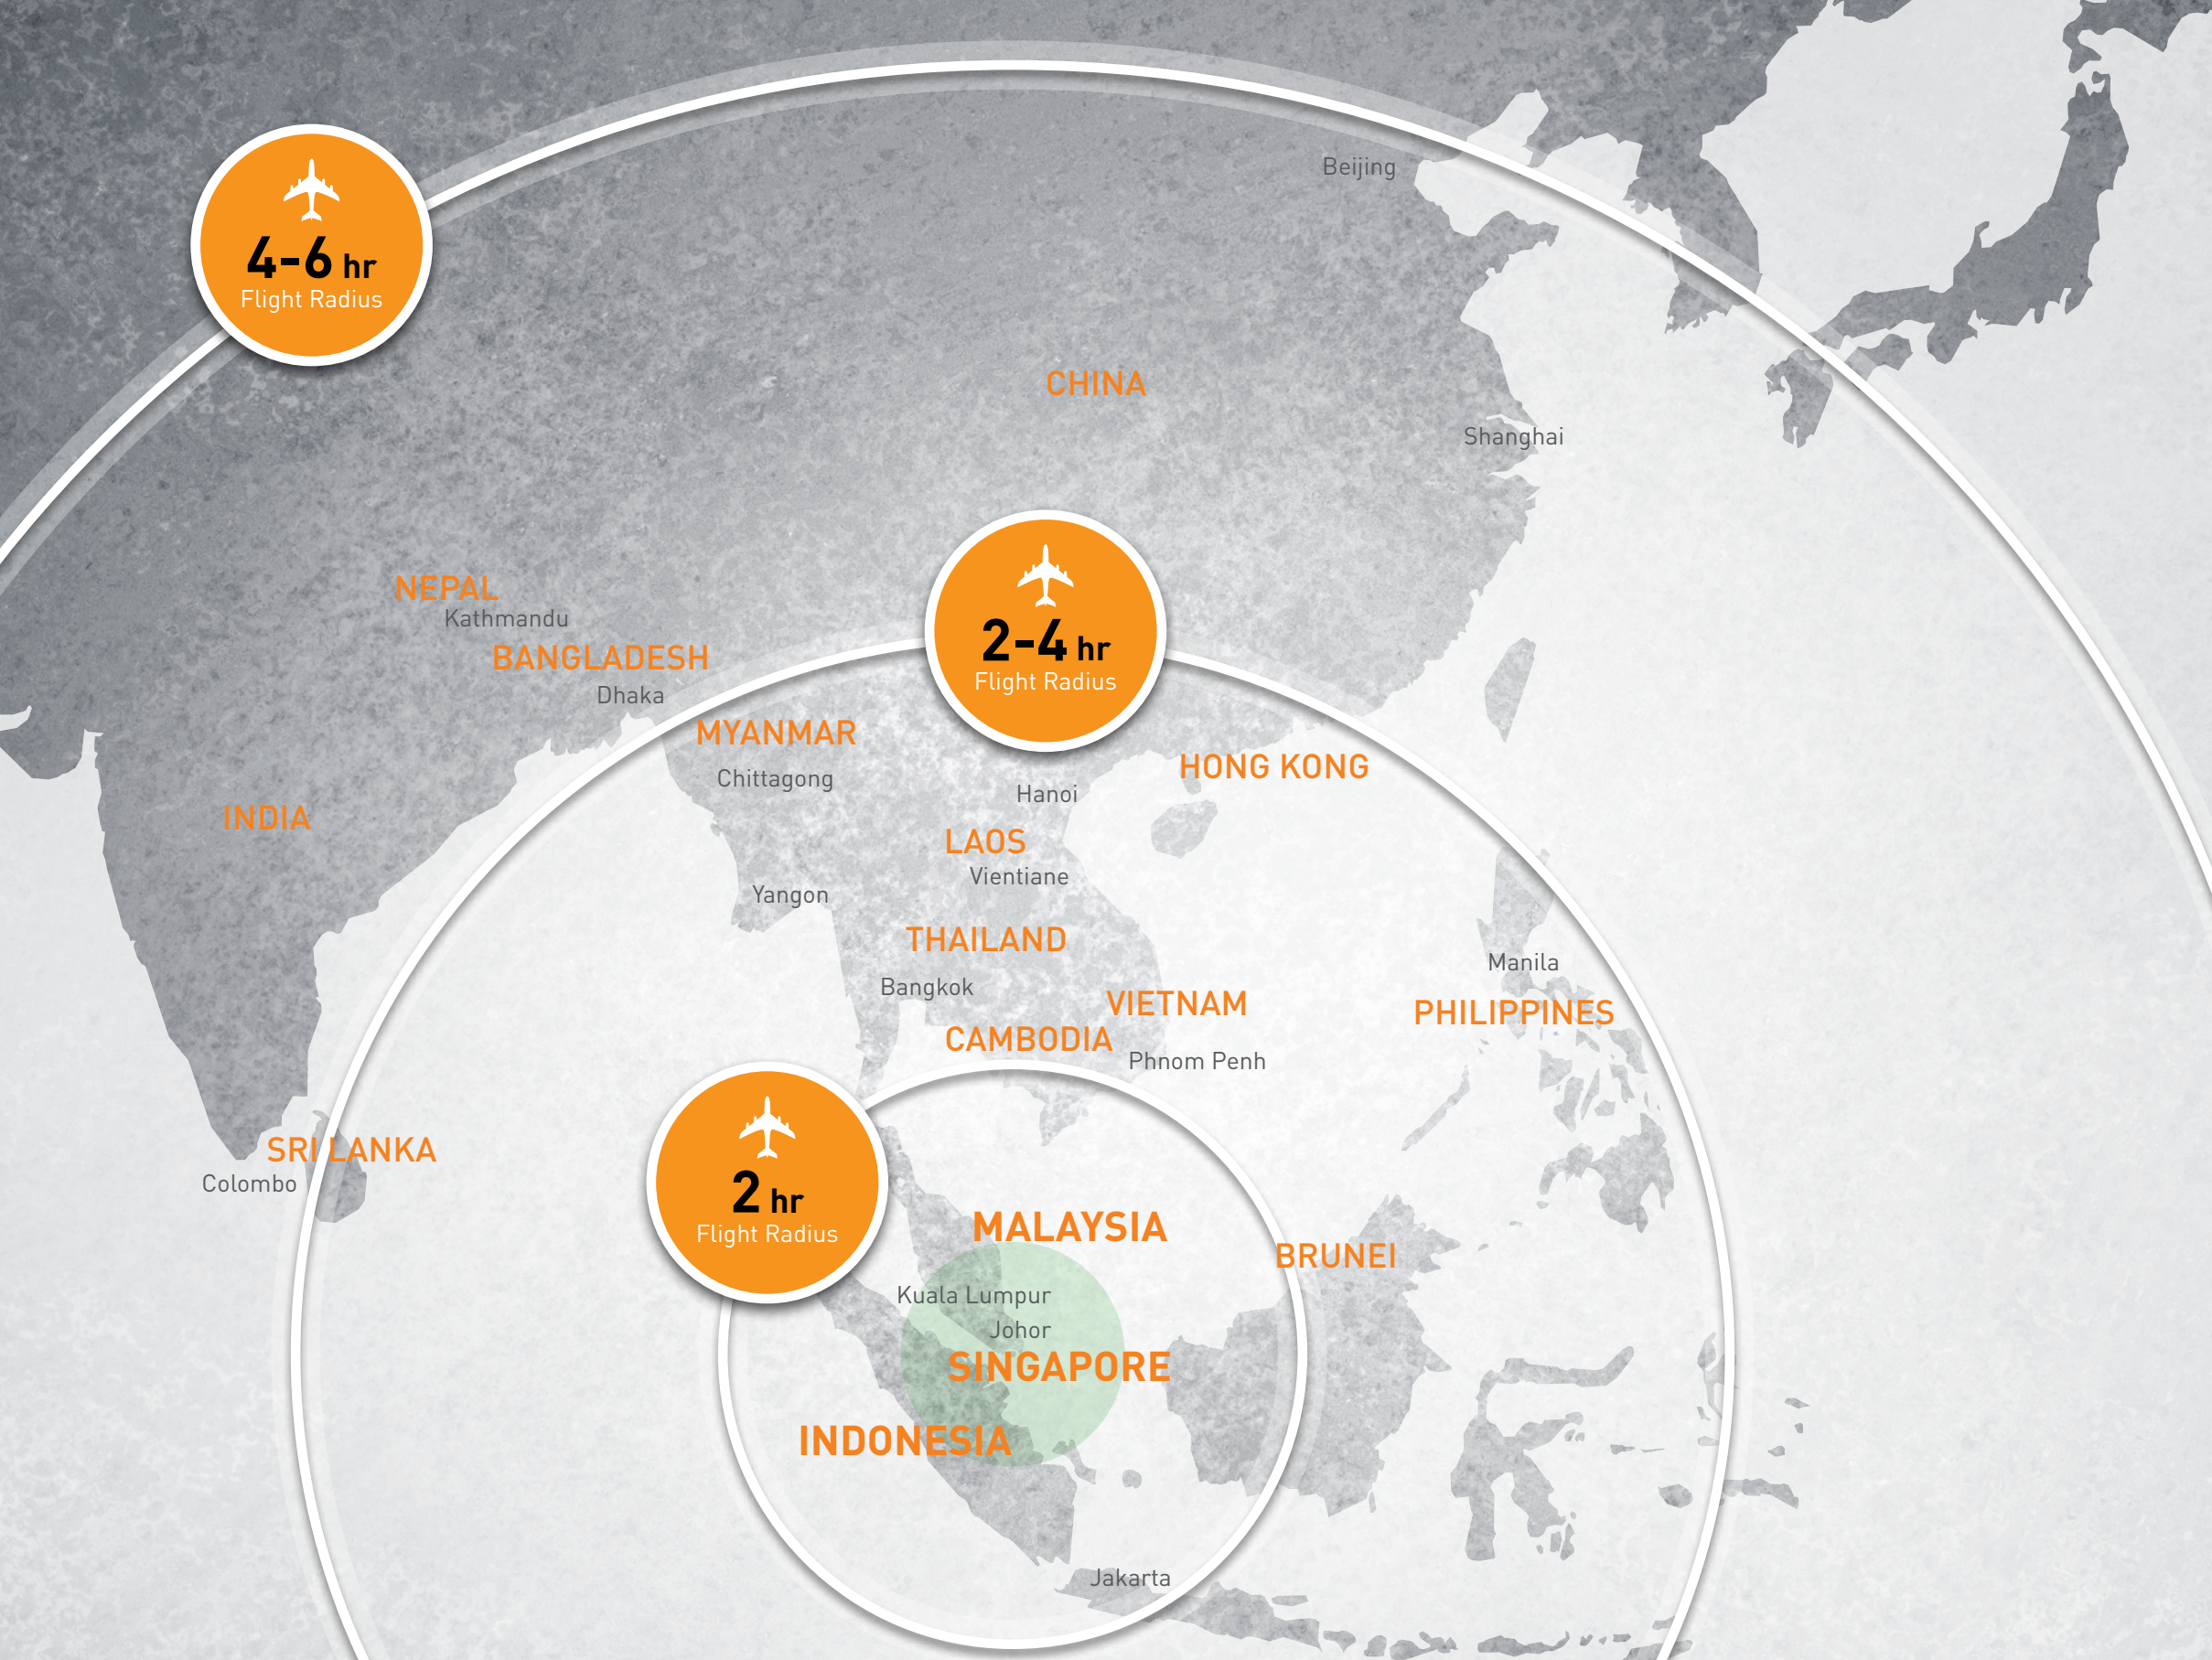 Beijing
4-6 hr
Flight Radius
CHINA
Shanghai
NEPAL
Kathmandu
BANGLADESH
Dhaka
2-4 hr
Flight Radius
MYANMAR
Chittagong
HONG KONG
Hanoi
INDIA
LAOS
Vientiane
Yangon
THAILAND
Manila
Bangkok
VIETNAM
PHILIPPINES
CAMBODIA
Phnom Penh
SRI LANKA
Colombo
2 hr
Flight Radius
MALAYSIA
BRUNEI
Kuala Lumpur
Johor
SINGAPORE
INDONESIA
Jakarta